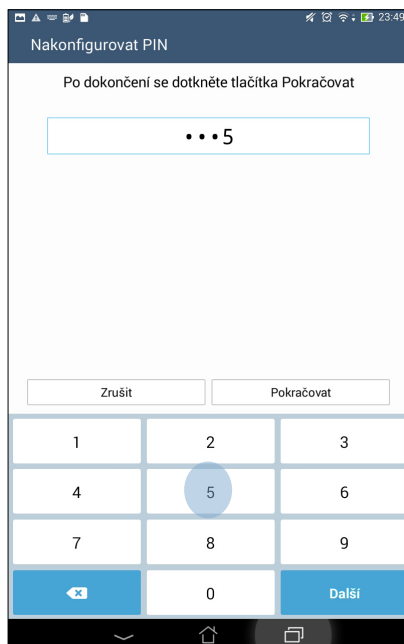 23:49
Nakonfigurovat PIN
Po dokončení se dotkněte tlačítka Pokračovat
•••5
Zrušit Pokračovat
1 2 3
4 5 6
7 8 9
0 Další